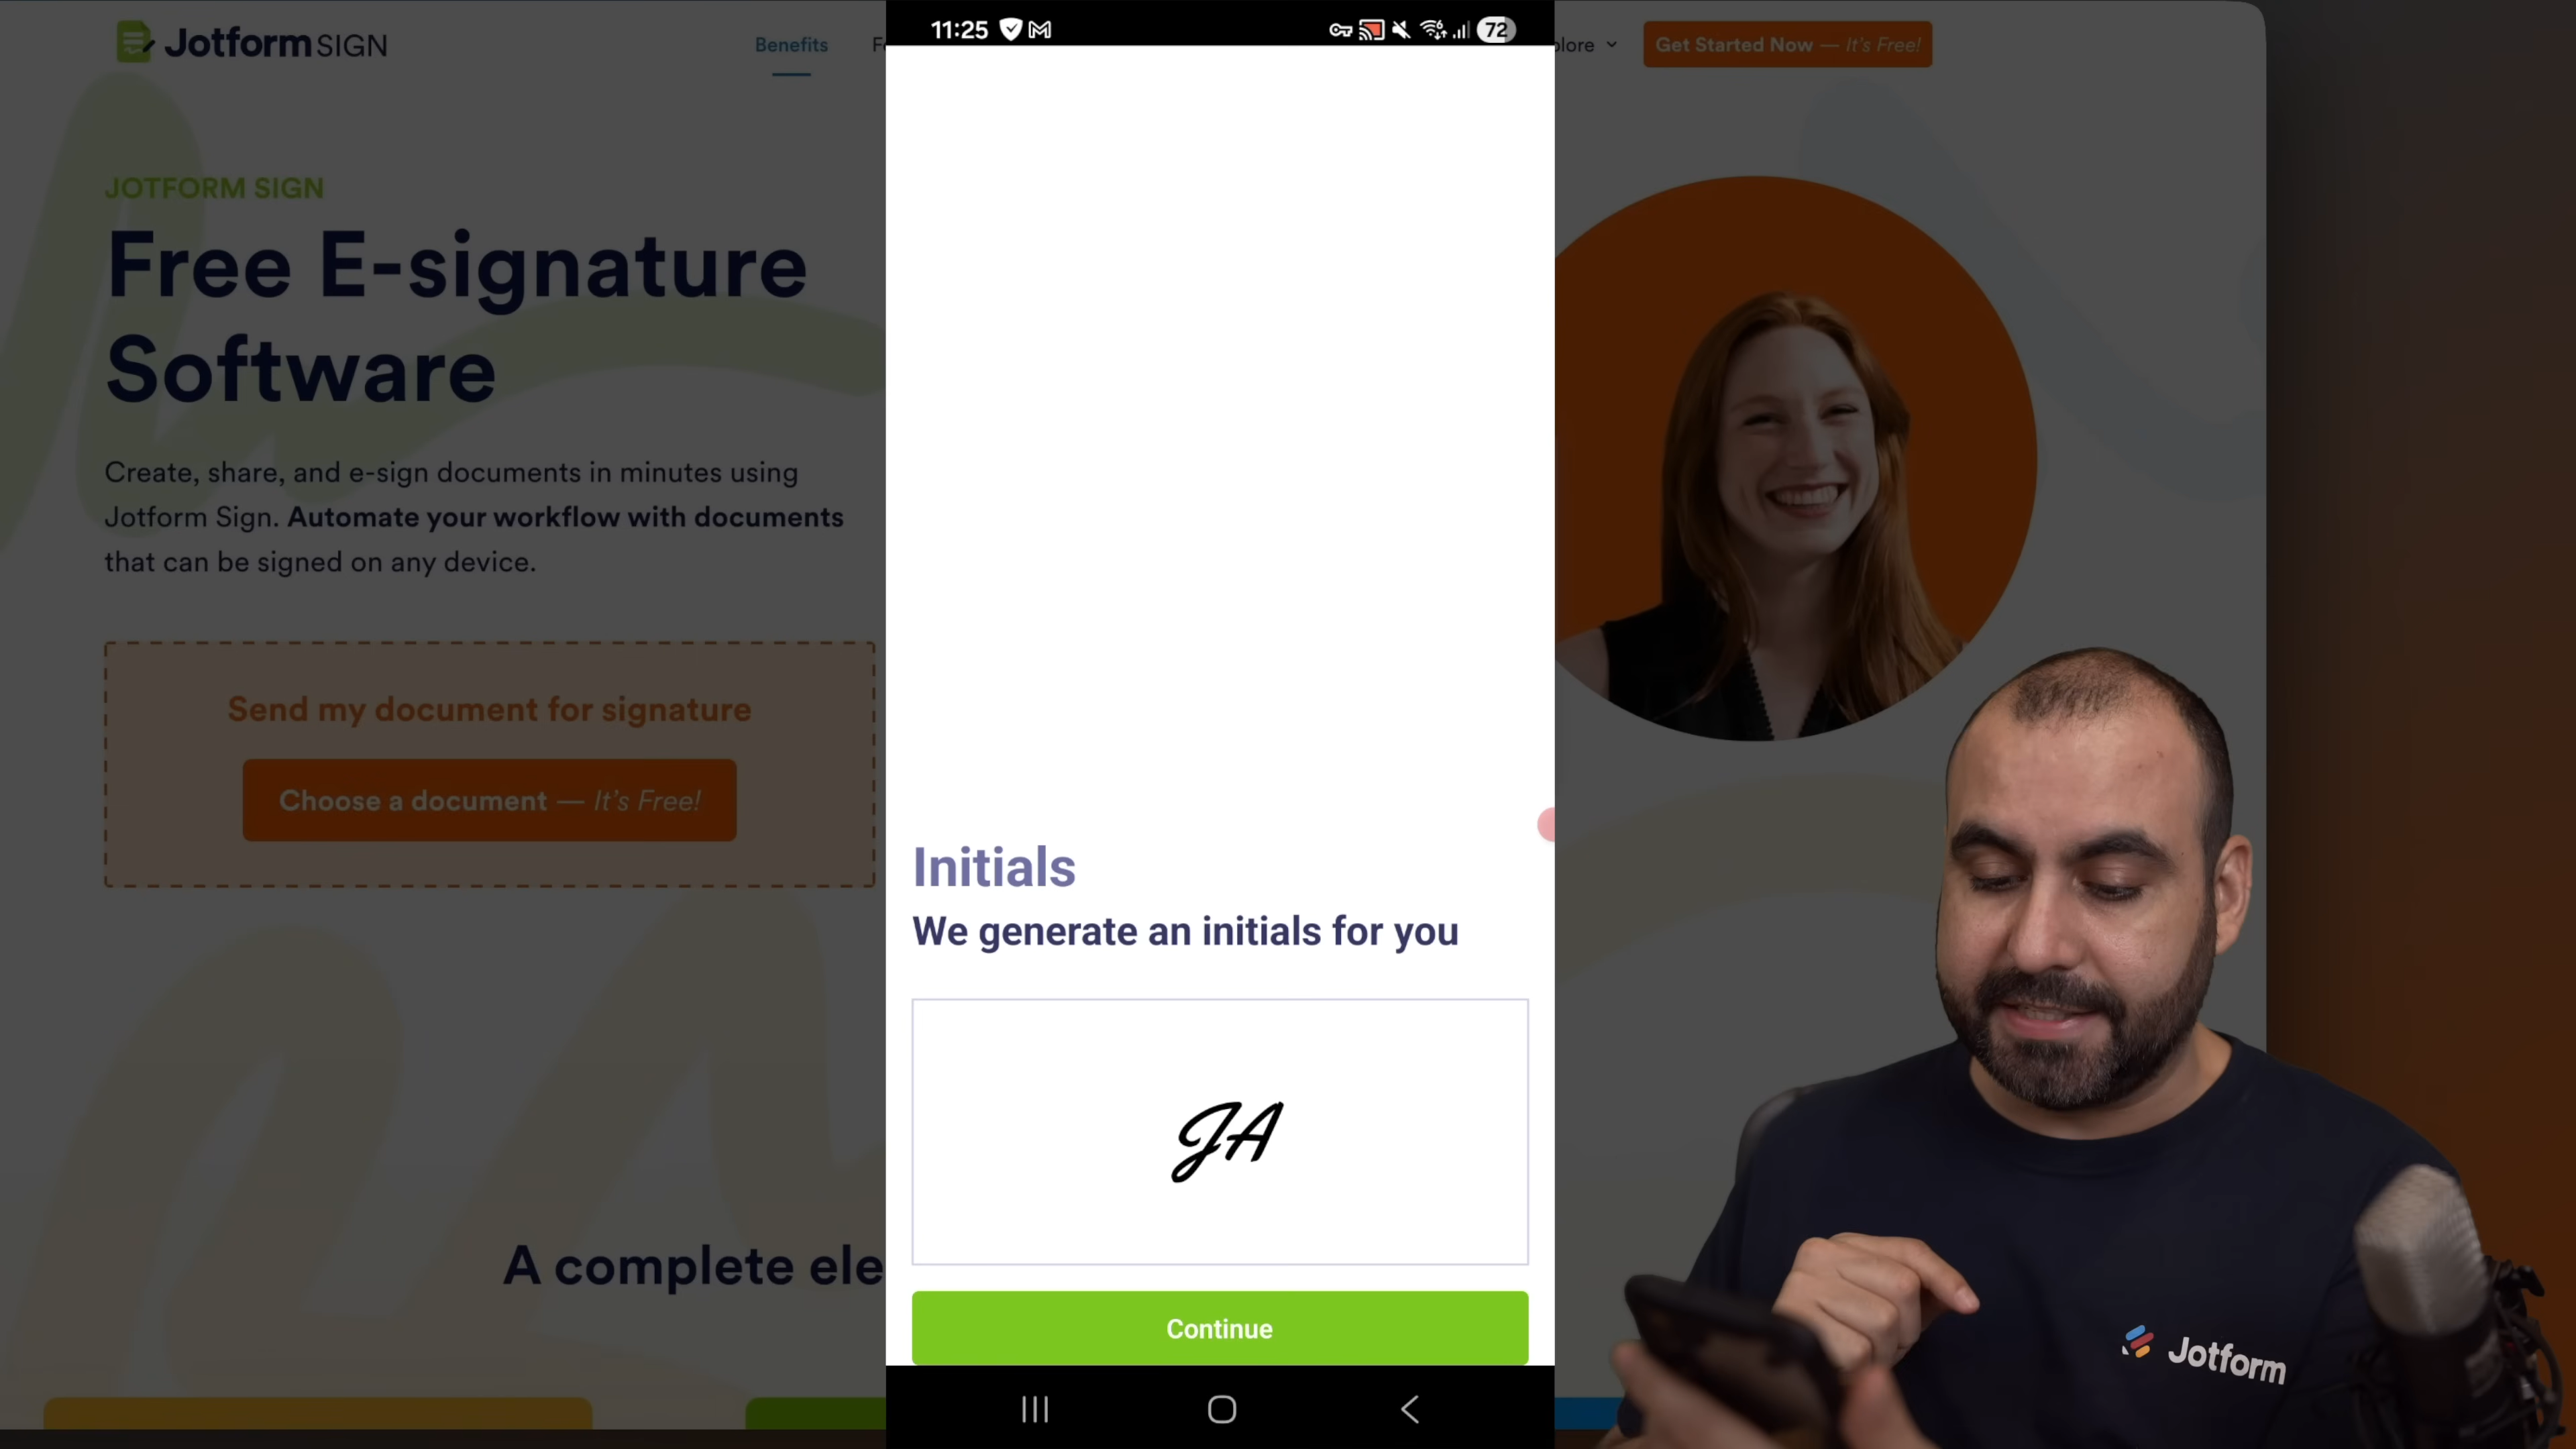 Jotform SIGN
Benefits
plore
Get Started Now — It's Free!
JOTFORM SIGN
Free E-signature
Software
Create, share, and e-sign documents in minutes using
Jotform Sign. Automate your workflow with documents
that can be signed on any device.
Send my document for signature
Choose a document — It's Free!
A complete ele
11:25
72
Initials
We generate an initials for you
JA
Continue
Jotform